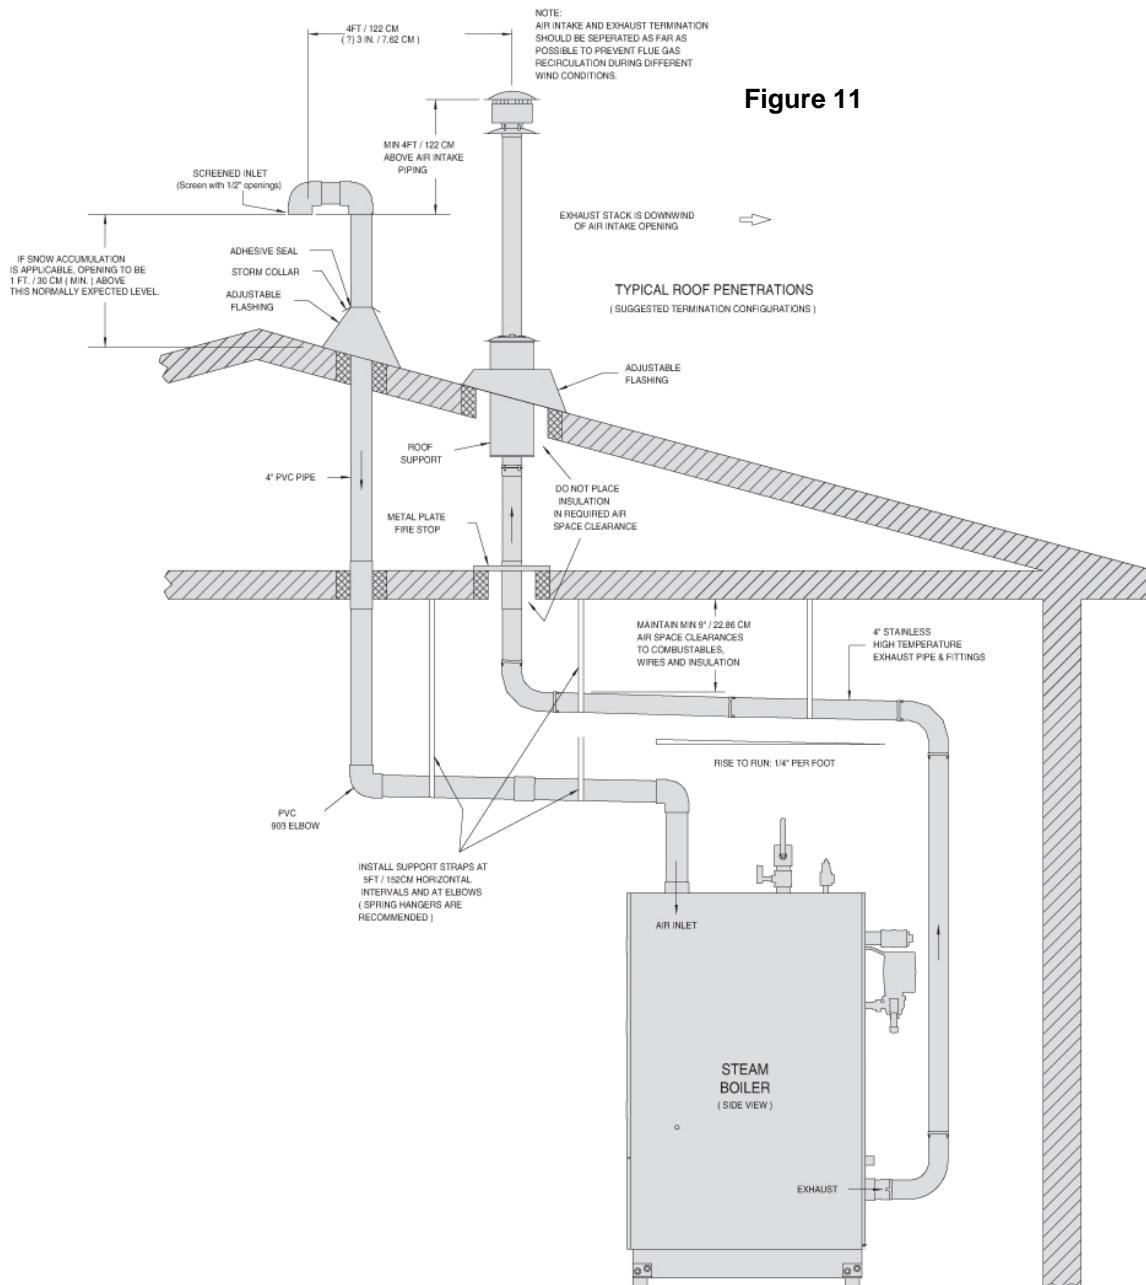 NOTE:
AIR INTAKE AND EXHAUST TERMINATION
SHOULD BE SEPERATED AS FAR AS
POSSIBLE TO PREVENT FLUE GAS
RECIRCULATION DURING DIFFERENT
WIND CONDITIONS.
4FT / 122 CM
( ?) 3 IN. / 7.62 CM )
Figure 11
MIN 4FT / 122 CM
ABOVE AIR INTAKE
PIPING
SCREENED INLET
(Screen with 1/2" openings)
EXHAUST STACK IS DOWNWIND
OF AIR INTAKE OPENING
IF SNOW ACCUMULATION
IS APPLICABLE, OPENING TO BE
1 FT. / 30 CM ( MIN. ) ABOVE
THIS NORMALLY EXPECTED LEVEL.
ADHESIVE SEAL
STORM COLLAR
ADJUSTABLE
FLASHING
TYPICAL ROOF PENETRATIONS
( SUGGESTED TERMINATION CONFIGURATIONS )
ADJUSTABLE
FLASHING
ROOF
SUPPORT
4" PVC PIPE
DO NOT PLACE
INSULATION
IN REQUIRED AIR
SPACE CLEARANCE
METAL PLATE
FIRE STOP
MAINTAIN MIN 9" / 22.86 CM
AIR SPACE CLEARANCES
TO COMBUSTABLES,
WIRES AND INSULATION
4" STAINLESS
HIGH TEMPERATURE
EXHAUST PIPE & FITTINGS
RISE TO RUN: 1/4" PER FOOT
PVC
903 ELBOW
INSTALL SUPPORT STRAPS AT
5FT / 152CM HORIZONTAL
INTERVALS AND AT ELBOWS
( SPRING HANGERS ARE
RECOMMENDED )
AIR INLET
STEAM
BOILER
( SIDE VIEW )
EXHAUST